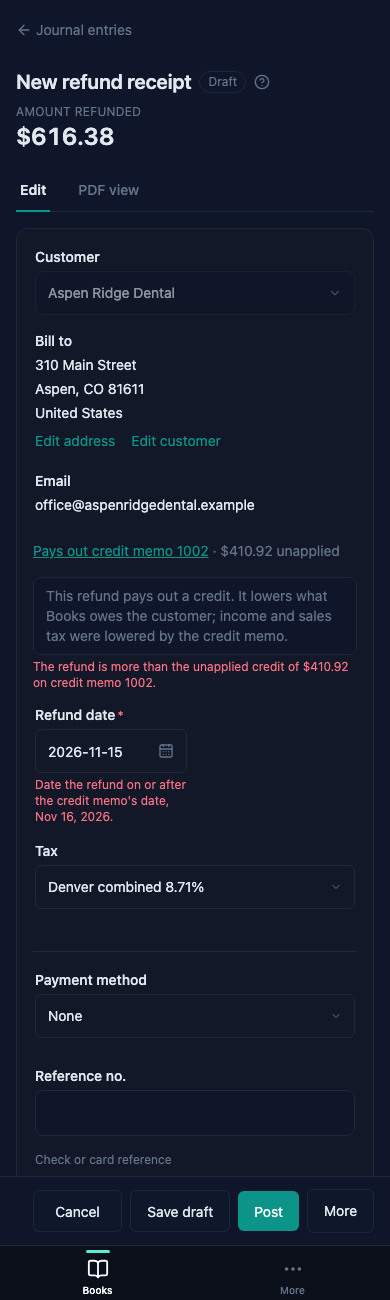 Journal entries
New refund receipt Draft
AMOUNT REFUNDED
$616.38
Edit PDF view
Customer
Aspen Ridge Dental
Bill to
310 Main Street
Aspen, CO 81611
United States
Edit address Edit customer
Email
office@aspenridgedental.example
Pays out credit memo 1002 · $410.92 unapplied
This refund pays out a credit. It lowers what
Books owes the customer; income and sales
tax were lowered by the credit memo.
The refund is more than the unapplied credit of $410.92
on credit memo 1002.
Refund date *
2026-11-15
Date the refund on or after
the credit memo's date,
Nov 16, 2026.
Tax
Denver combined 8.71%
Payment method
None
Reference no.
Check or card reference
Cancel Save draft Post More
Books More